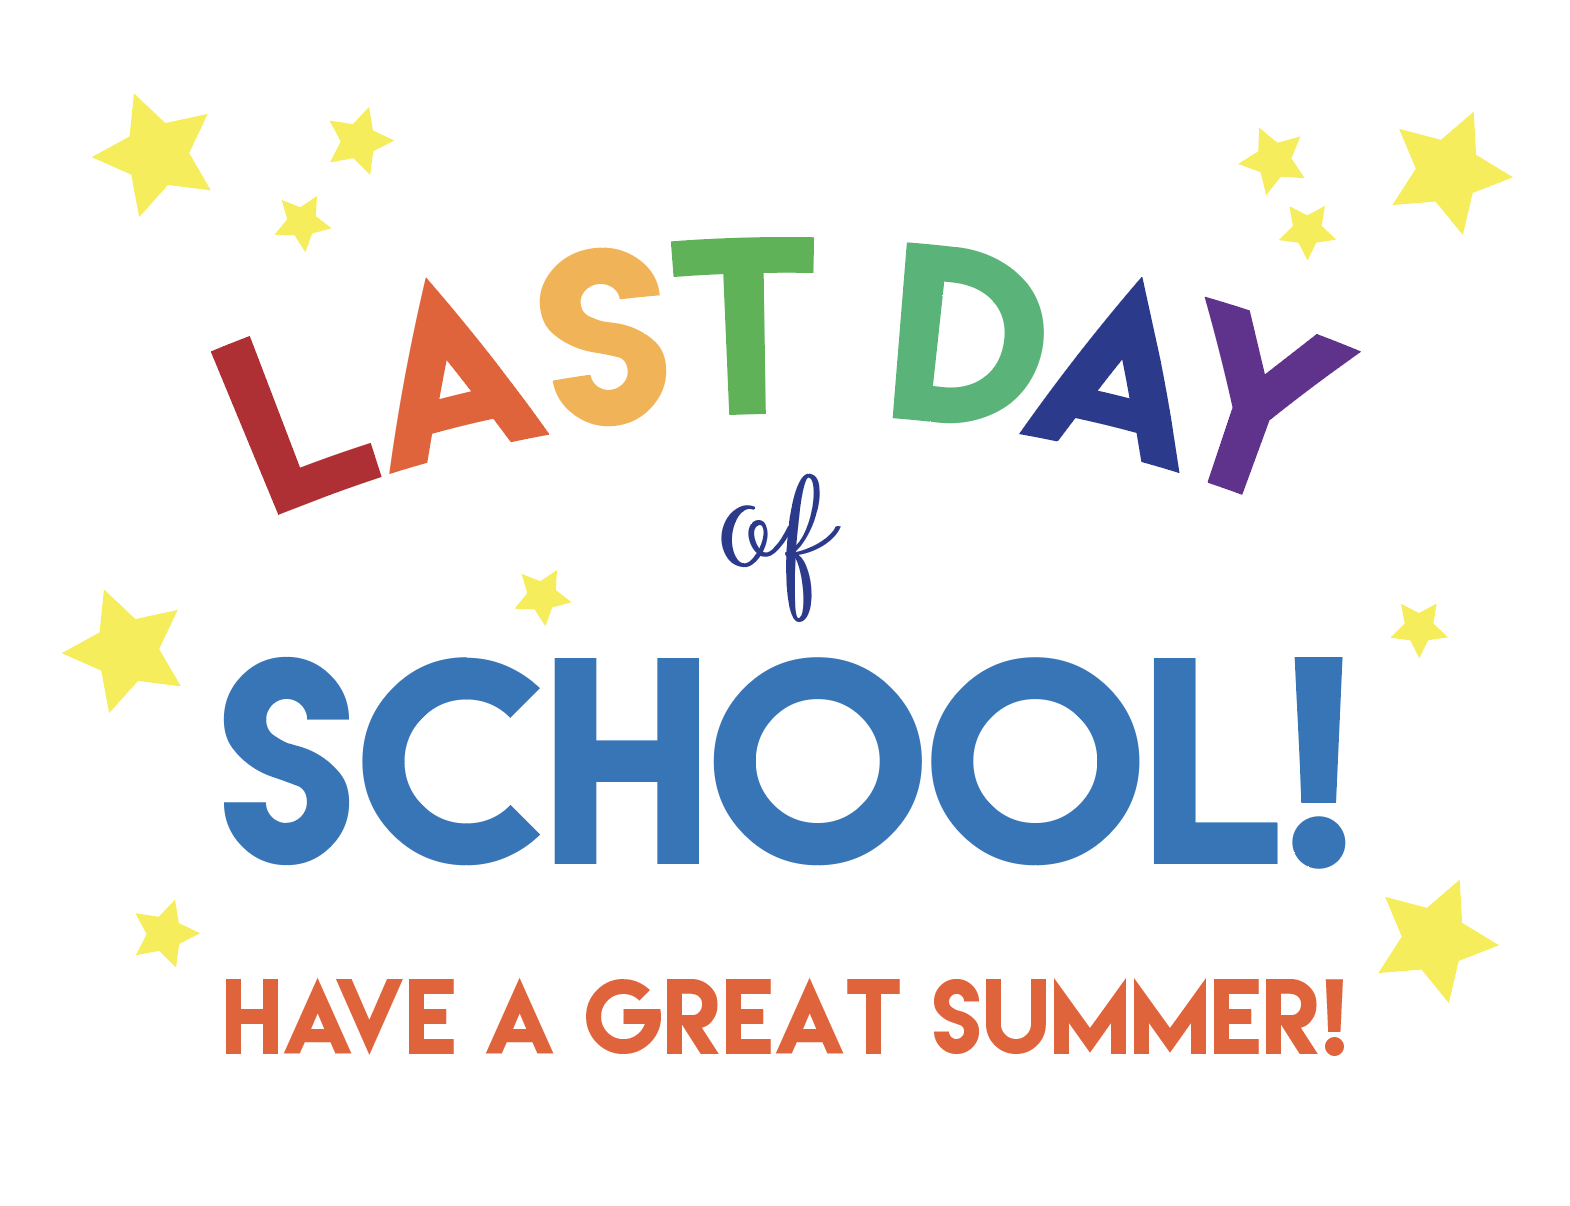 LAST DAY
of
SCHOOL!
HAVE A GREAT SUMMER!